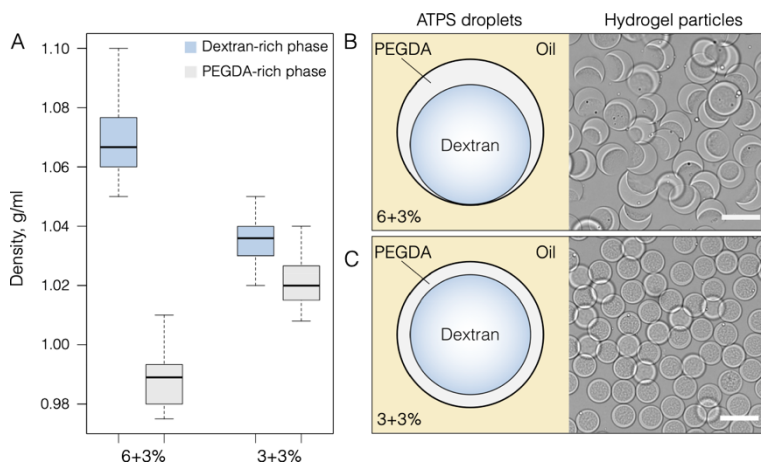 A
Density, g/ml
1.10
1.08
1.06
1.04
1.02
1.00
0.98
Dextran-rich phase
PEGDA-rich phase
6+3%
3+3%
ATPS droplets
Hydrogel particles
B
PEGDA
Oil
Dextran
6+3%
C
PEGDA
Oil
Dextran
3+3%